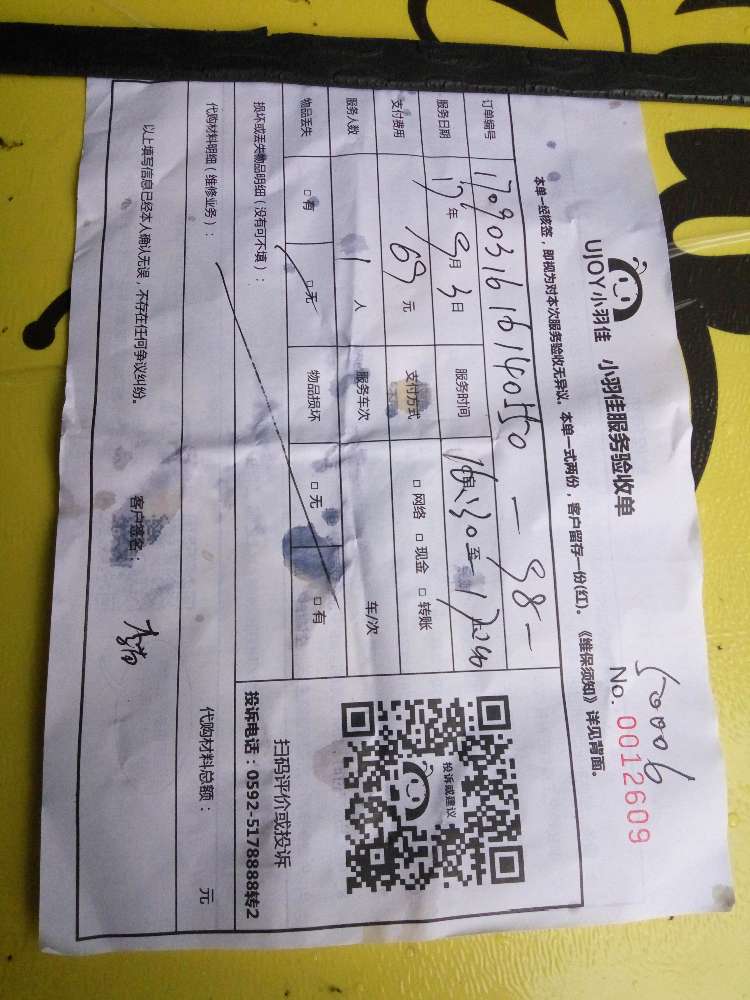 50006
UJOY小羽佳 小羽佳服务验收单 No. 0012609
本单一经核签，即视为对本次服务验收无异议。本单一式两份，客户留存一份(红)。《维保须知》详见背面。
订单编号
服务日期 17年9月3日 服务时间 至
支付费用 69元 支付方式 □网络 □现金 □转账
服务人数 1人 服务车次 车/次
物品丢失 □有 □无 物品损坏 □无 □有
损坏或丢失物品明细（没有可不填）：
代购材料明细（维修业务）：
代购材料总额： 元
以上填写信息已经本人确认无误，不存在任何争议纠纷。 客户签名：
投诉或建议
扫码评价或投诉
投诉电话：0592-5178888转2